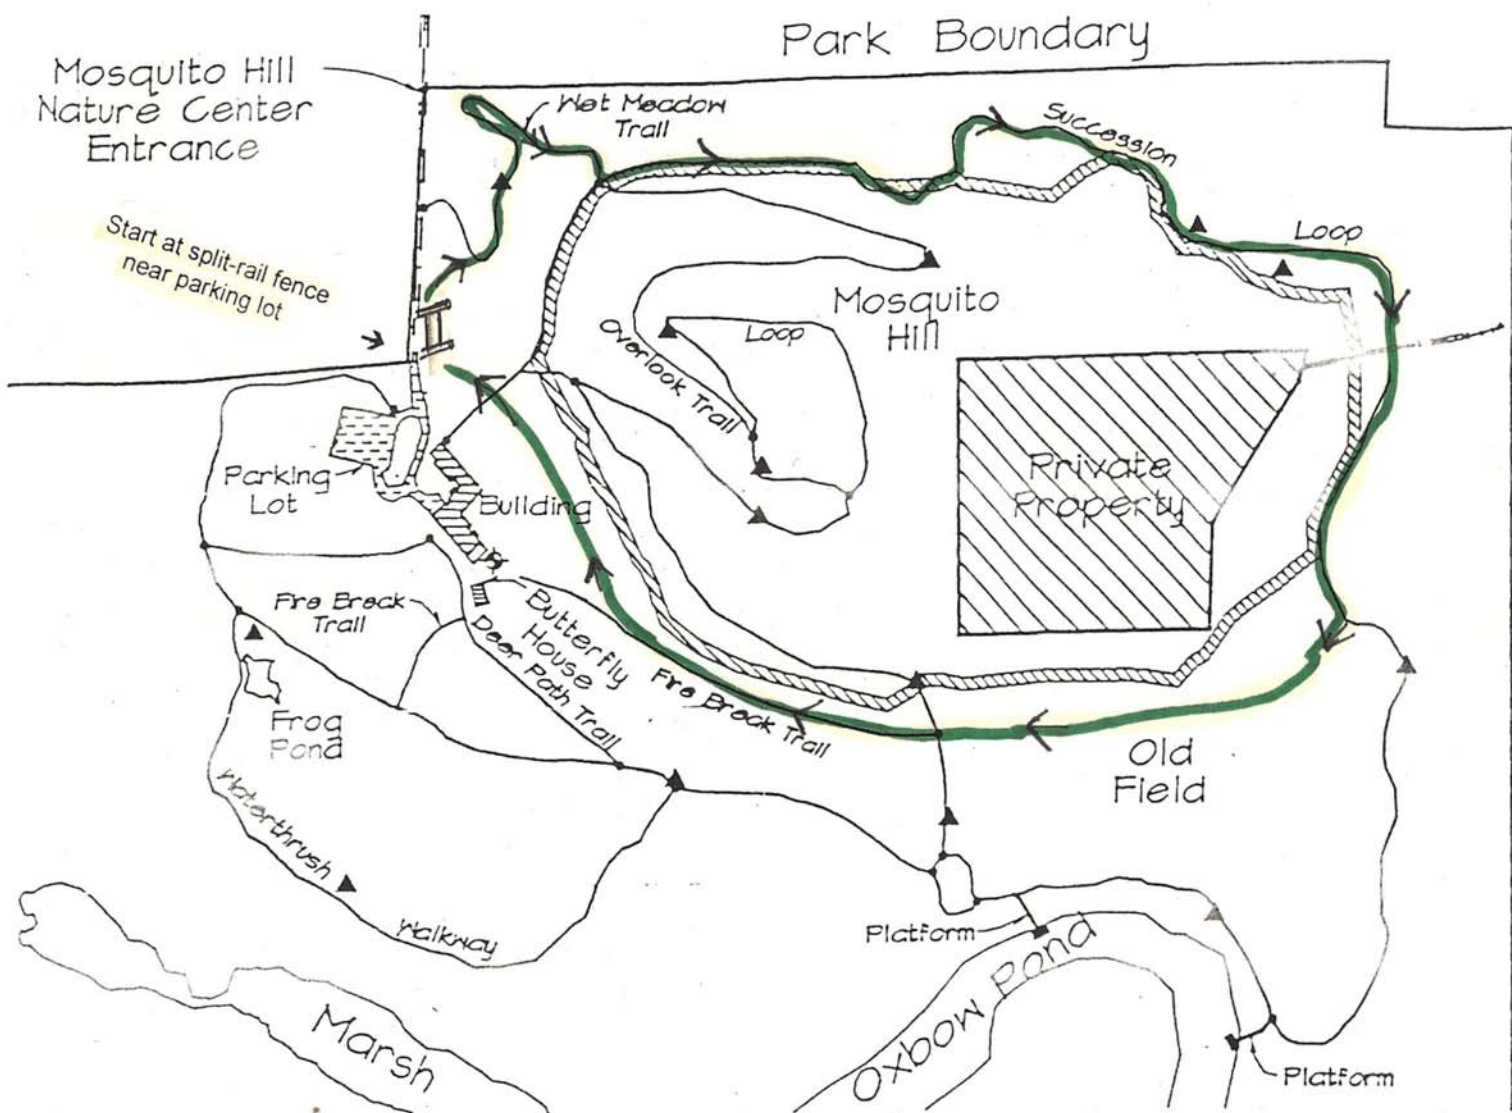 Park Boundary
Mosquito Hill
Nature Center
Entrance
Wet Meadow
Trail
Succession
Loop
Start at split-rail fence
near parking lot
Mosquito
Hill
Loop
Overlook Trail
Private
Property
Parking
Lot
Building
Fire Break
Trail
Butterfly
House
Deer Path Trail
Fire Break Trail
Frog
Pond
Old
Field
Waterthrush
Walkway
Platform
Oxbow Pond
Marsh
Platform